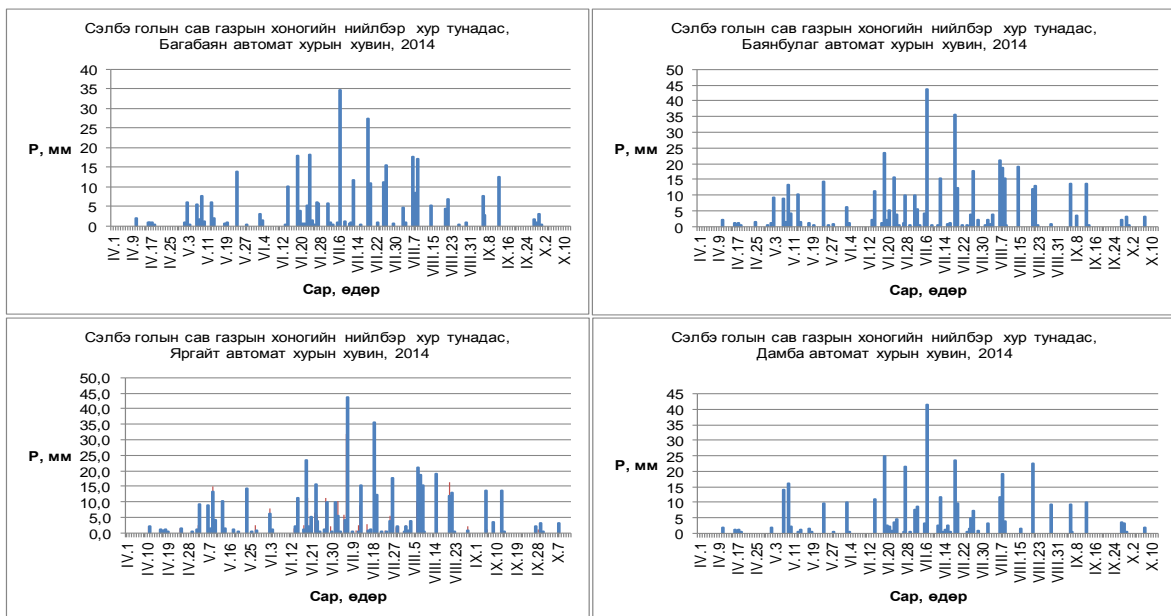 Сэлбэ голын сав газрын хоногийн нийлбэр хур тунадас,
Багабаян автомат хурын хувин, 2014
40
35
30
25
20
15
10
5
0
Р, мм
IV.1
IV.9
IV.17
IV.25
V.3
V.11
V.19
V.27
VI.4
VI.12
VI.20
VI.28
VII.6
VII.14
VII.22
VII.30
VIII.7
VIII.15
VIII.23
VIII.31
IX.8
IX.16
IX.24
X.2
X.10
Сар, өдөр
Сэлбэ голын сав газрын хоногийн нийлбэр хур тунадас,
Баянбулаг автомат хурын хувин, 2014
50
45
40
35
30
25
20
15
10
5
0
Р, мм
IV.1
IV.9
IV.17
IV.25
V.3
V.11
V.19
V.27
VI.4
VI.12
VI.20
VI.28
VII.6
VII.14
VII.22
VII.30
VIII.7
VIII.15
VIII.23
VIII.31
IX.8
IX.16
IX.24
X.2
X.10
Сар, өдөр
Сэлбэ голын сав газрын хоногийн нийлбэр хур тунадас,
Яргайт автомат хурын хувин, 2014
50,0
45,0
40,0
35,0
30,0
25,0
20,0
15,0
10,0
5,0
0,0
Р, мм
IV.1
IV.10
IV.19
IV.28
V.7
V.16
V.25
VI.3
VI.12
VI.21
VI.30
VII.9
VII.18
VII.27
VIII.5
VIII.14
VIII.23
IX.1
IX.10
IX.19
IX.28
X.7
Сар, өдөр
Сэлбэ голын сав газрын хоногийн нийлбэр хур тунадас,
Дамба автомат хурын хувин, 2014
45
40
35
30
25
20
15
10
5
0
Р, мм
IV.1
IV.9
IV.17
IV.25
V.3
V.11
V.19
V.27
VI.4
VI.12
VI.20
VI.28
VII.6
VII.14
VII.22
VII.30
VIII.7
VIII.15
VIII.23
VIII.31
IX.8
IX.16
IX.24
X.2
X.10
Сар, өдөр